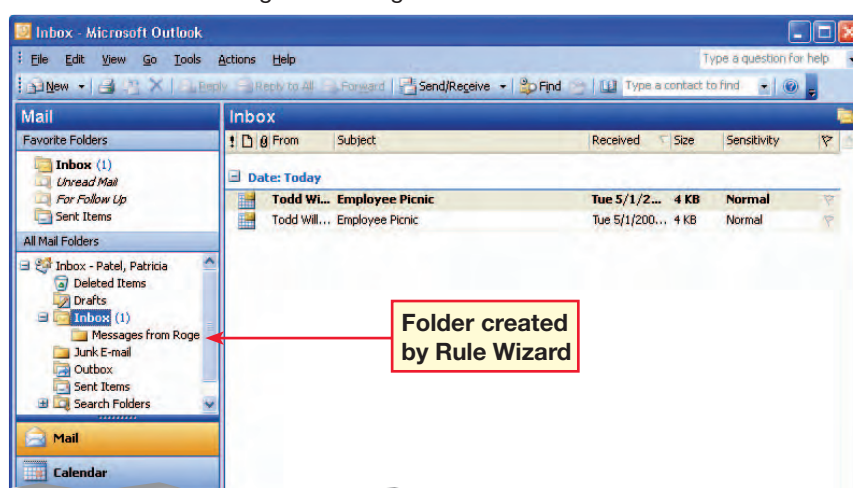 Inbox - Microsoft Outlook
File Edit View Go Tools Actions Help Type a question for help
New Reply Reply to All Forward Send/Receive Find Type a contact to find
Mail
Inbox
Favorite Folders
! From Subject Received Size Sensitivity
Inbox (1)
Unread Mail
For Follow Up
Sent Items
Date: Today
Todd Wi... Employee Picnic Tue 5/1/2... 4 KB Normal
Todd Will... Employee Picnic Tue 5/1/200... 4 KB Normal
All Mail Folders
Inbox - Patel, Patricia
Deleted Items
Drafts
Inbox (1)
Messages from Roge
Junk E-mail
Outbox
Sent Items
Search Folders
Folder created
by Rule Wizard
Mail
Calendar